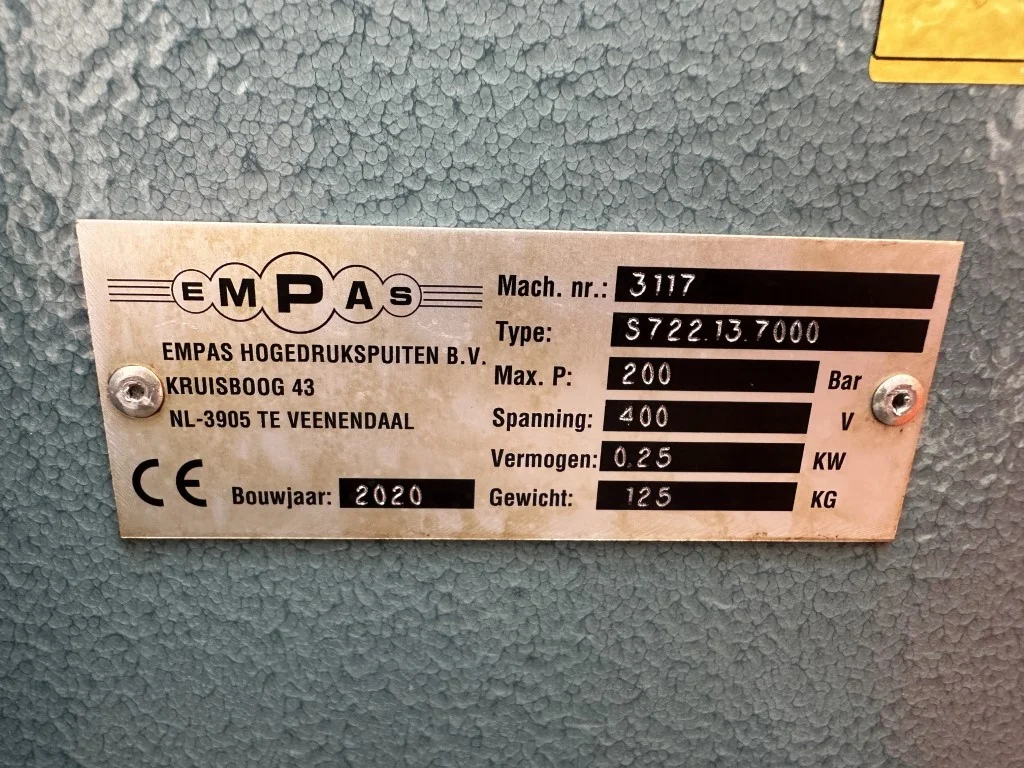 EMPAS
EMPAS HOGEDRUKSPUITEN B.V.
KRUISBOOG 43
NL-3905 TE VEENENDAAL
CE Bouwjaar: 2020
Mach. nr.: 3117
Type: S722.13.7000
Max. P: 200 Bar
Spanning: 400 V
Vermogen: 0.25 KW
Gewicht: 125 KG